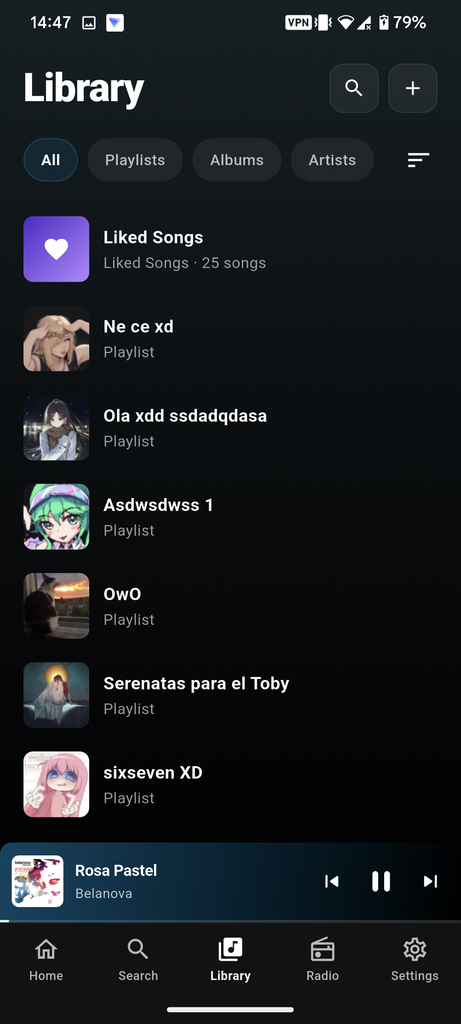 14:47
VPN
79%
Library
All
Playlists
Albums
Artists
Liked Songs
Liked Songs · 25 songs
Ne ce xd
Playlist
Ola xdd ssdadqdasa
Playlist
Asdwsdwss 1
Playlist
OwO
Playlist
Serenatas para el Toby
Playlist
sixseven XD
Playlist
Rosa Pastel
Belanova
Home
Search
Library
Radio
Settings